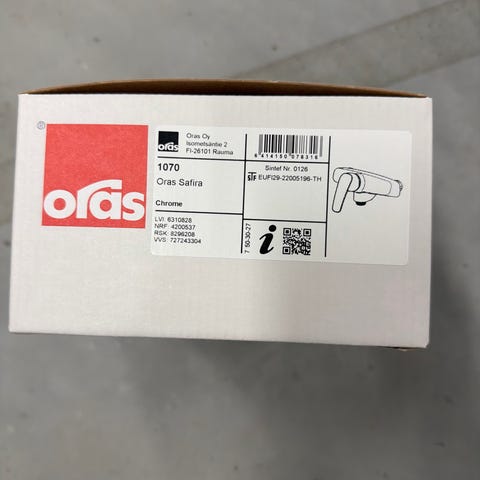 ®
oras
oras
Oras Oy
Isometsäntie 2
FI-26101 Rauma
1070
Oras Safira
Chrome
LVI: 6310828
NRF: 4200537
RSK: 8296208
VVS: 727243304
6 414150 078316
Sintef Nr. 0126
STF EUFI29-22005196-TH
7 50-30-27
i